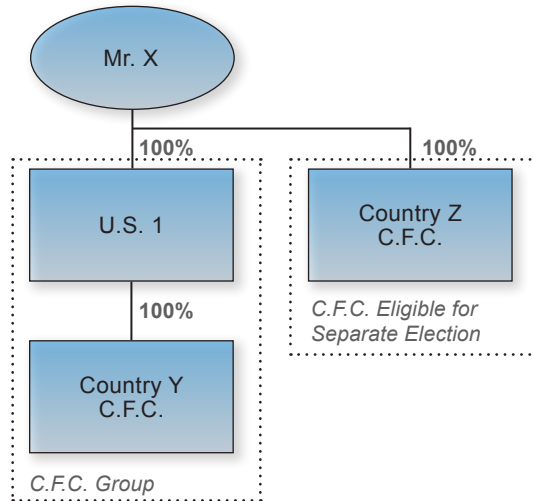 Mr. X
100%
100%
U.S. 1
Country Z
C.F.C.
100%
C.F.C. Eligible for
Separate Election
Country Y
C.F.C.
C.F.C. Group